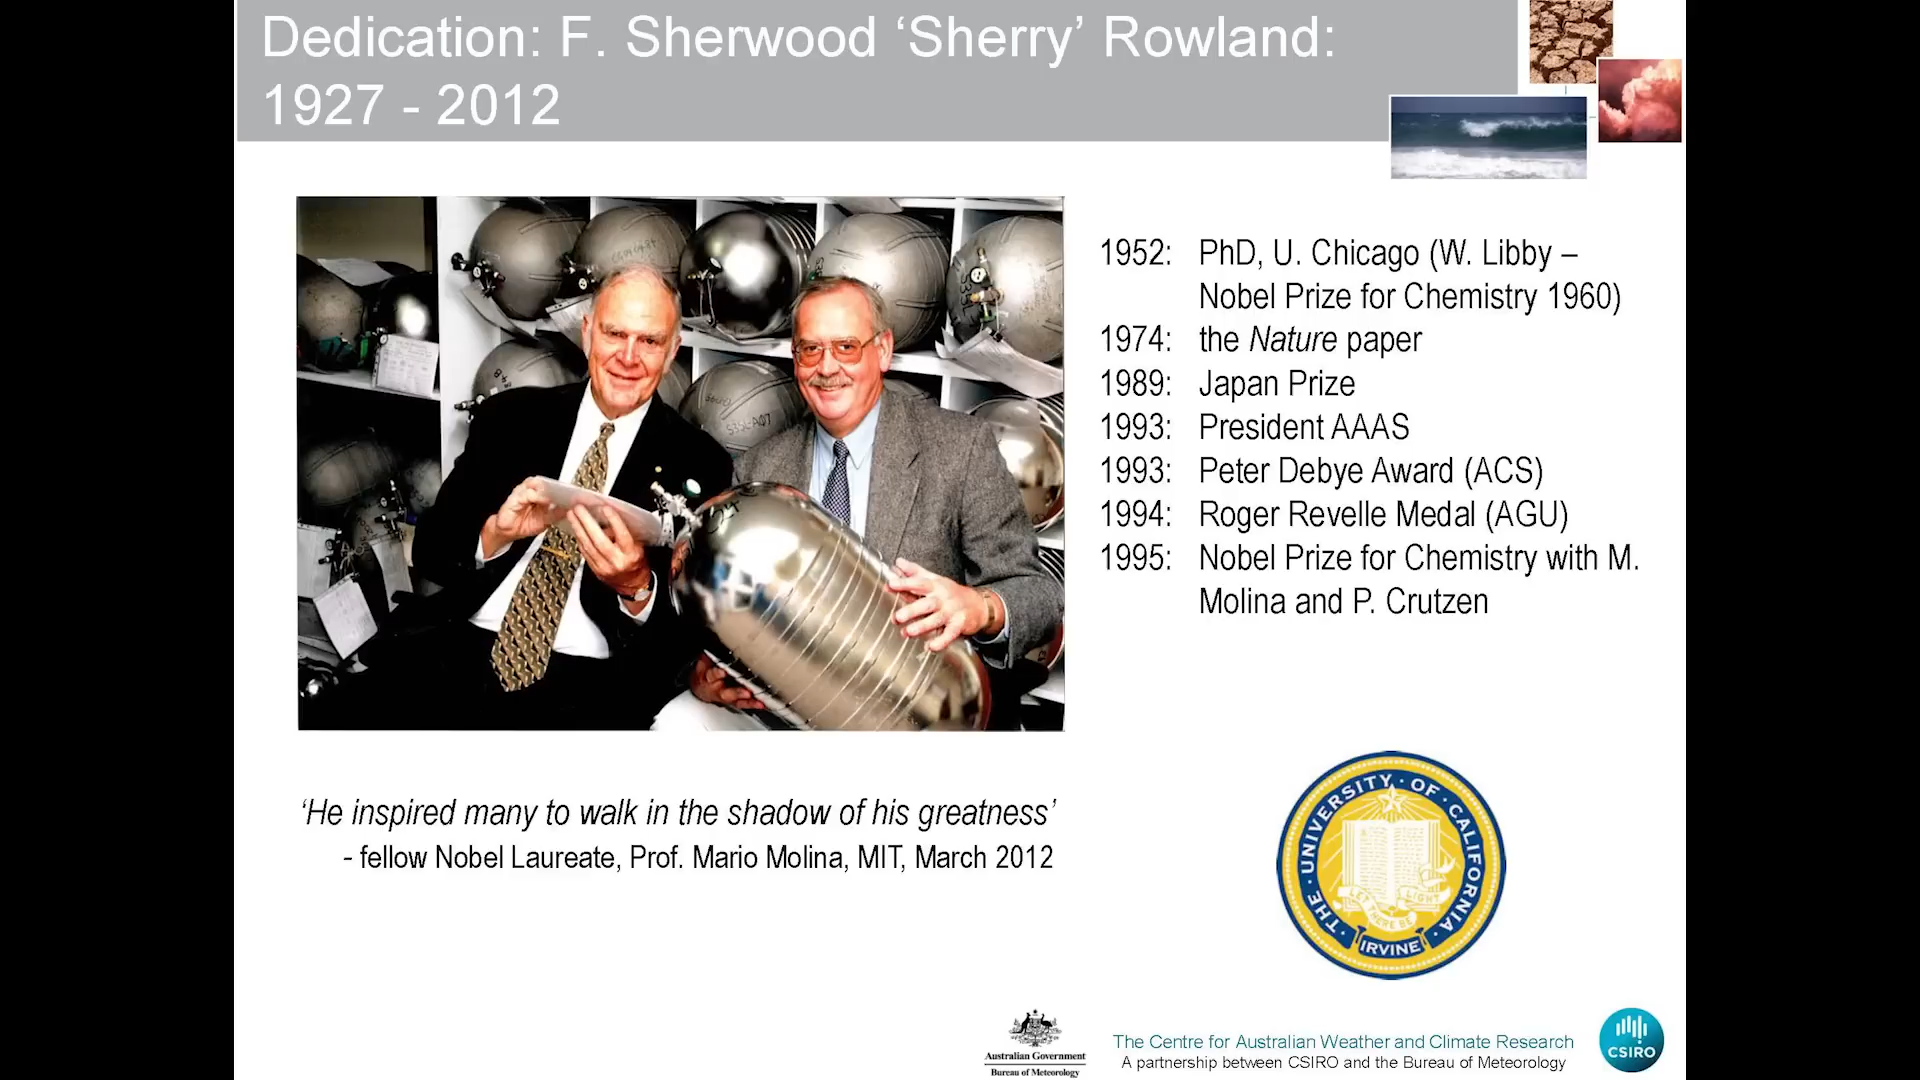 Dedication: F. Sherwood ‘Sherry’ Rowland:
1927 - 2012
1952: PhD, U. Chicago (W. Libby –
Nobel Prize for Chemistry 1960)
1974: the Nature paper
1989: Japan Prize
1993: President AAAS
1993: Peter Debye Award (ACS)
1994: Roger Revelle Medal (AGU)
1995: Nobel Prize for Chemistry with M.
Molina and P. Crutzen
‘He inspired many to walk in the shadow of his greatness’
- fellow Nobel Laureate, Prof. Mario Molina, MIT, March 2012
THE · UNIVERSITY · OF · CALIFORNIA
LET THERE BE LIGHT
IRVINE
Australian Government
Bureau of Meteorology
The Centre for Australian Weather and Climate Research
A partnership between CSIRO and the Bureau of Meteorology
CSIRO